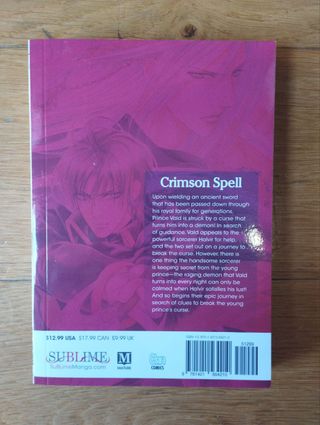 Crimson Spell
Upon wielding an ancient sword
that has been passed down through
his royal family for generations,
Prince Vald is struck by a curse that
turns him into a demon! In search
of guidance, Vald appeals to the
powerful sorcerer Halvir for help,
and the two set out on a journey to
break the curse. However, there is
one thing the handsome sorcerer
is keeping secret from the young
prince—the raging demon that Vald
turns into every night can only be
calmed when Halvir satisfies his lust!
And so begins their epic journey in
search of clues to break the young
prince's curse.
$12.99 USA $17.99 CAN £9.99 UK
51299
SUBLIME
SuBLimeManga.com
M
MATURE
COMICS